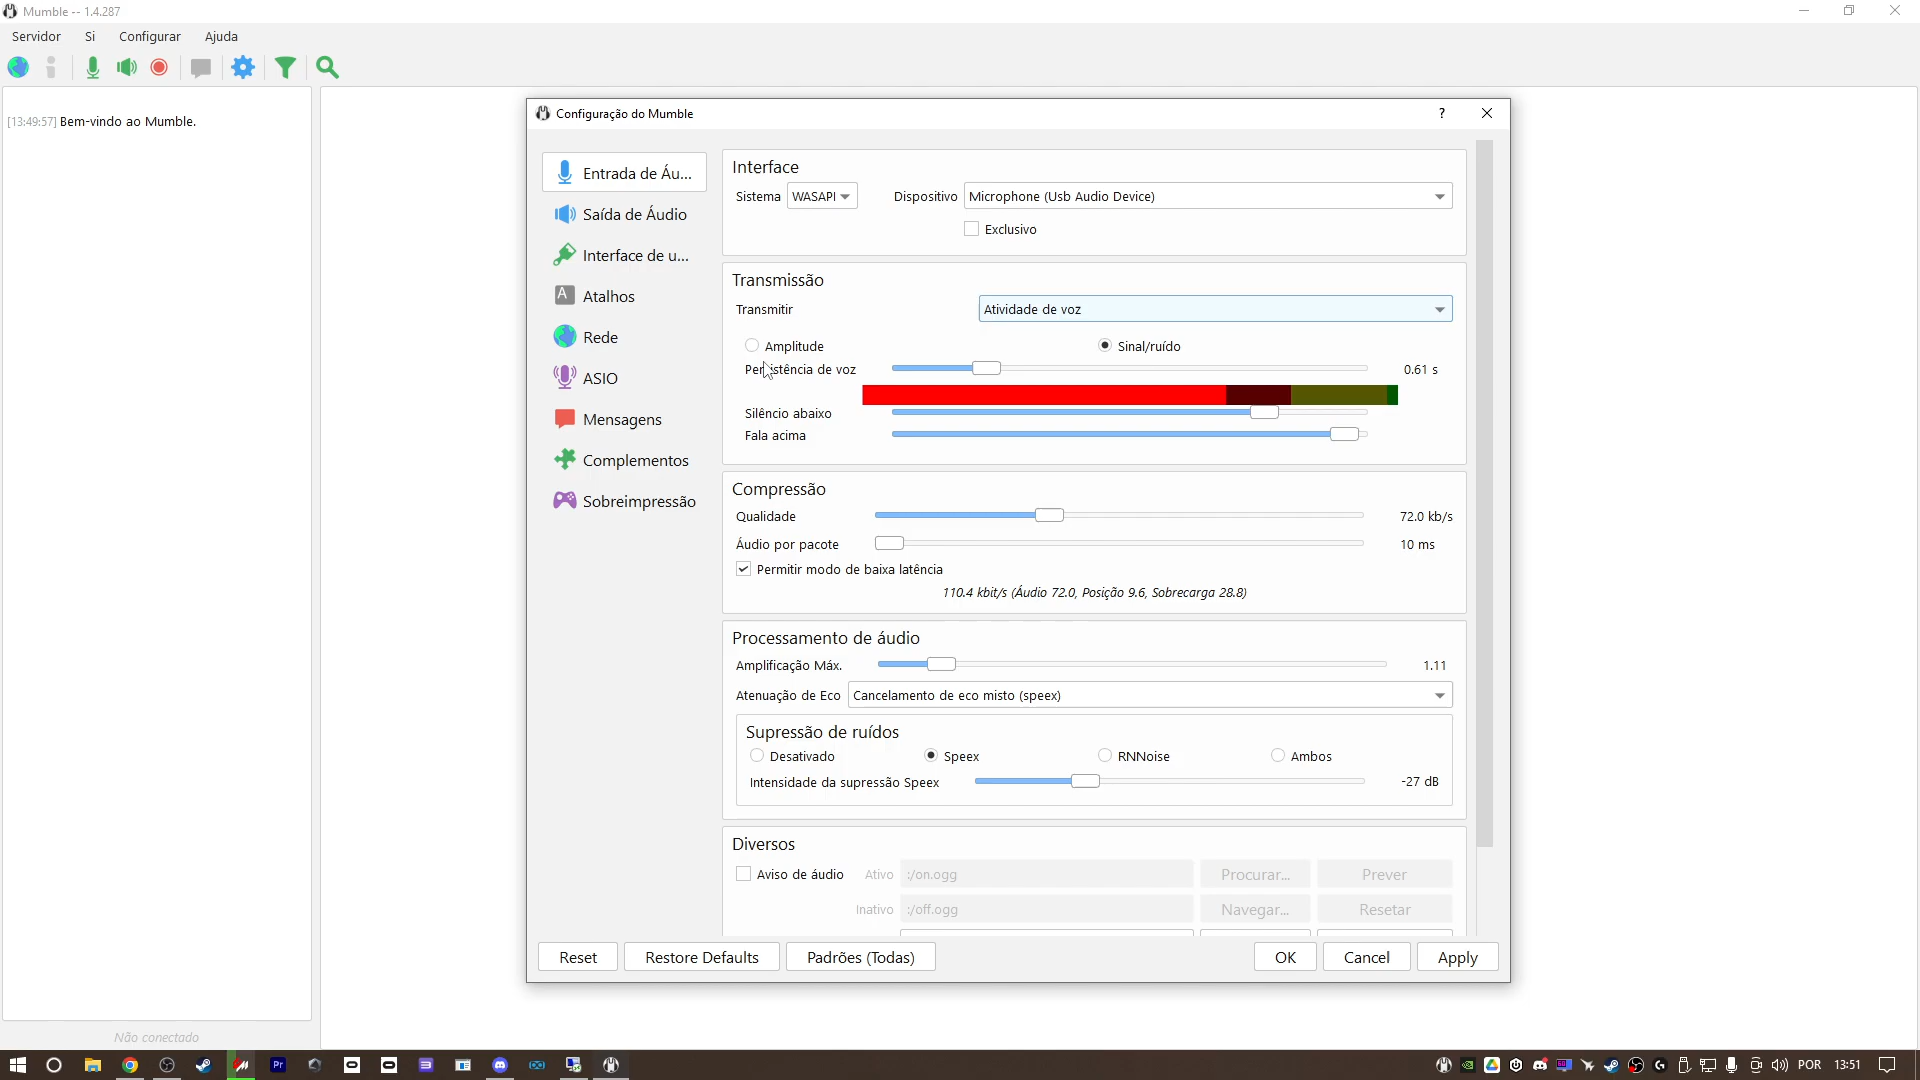 Mumble -- 1.4.287
Servidor Si Configurar Ajuda
[13:49:57] Bem-vindo ao Mumble.
Não conectado
Configuração do Mumble ?
Entrada de Áu...
Saída de Áudio
Interface de u...
A Atalhos
Rede
ASIO
Mensagens
Complementos
Sobreimpressão
Interface
Sistema WASAPI Dispositivo Microphone (Usb Audio Device)
Exclusivo
Transmissão
Transmitir Atividade de voz
Amplitude Sinal/ruído
Persistência de voz 0.61 s
Silêncio abaixo
Fala acima
Compressão
Qualidade 72.0 kb/s
Áudio por pacote 10 ms
Permitir modo de baixa latência
110.4 kbit/s (Áudio 72.0, Posição 9.6, Sobrecarga 28.8)
Processamento de áudio
Amplificação Máx. 1.11
Atenuação de Eco Cancelamento de eco misto (speex)
Supressão de ruídos
Desativado Speex RNNoise Ambos
Intensidade da supressão Speex -27 dB
Diversos
Aviso de áudio Ativo :/on.ogg Procurar... Prever
Inativo :/off.ogg Navegar... Resetar
Reset Restore Defaults Padrões (Todas) OK Cancel Apply
Pr POR 13:51